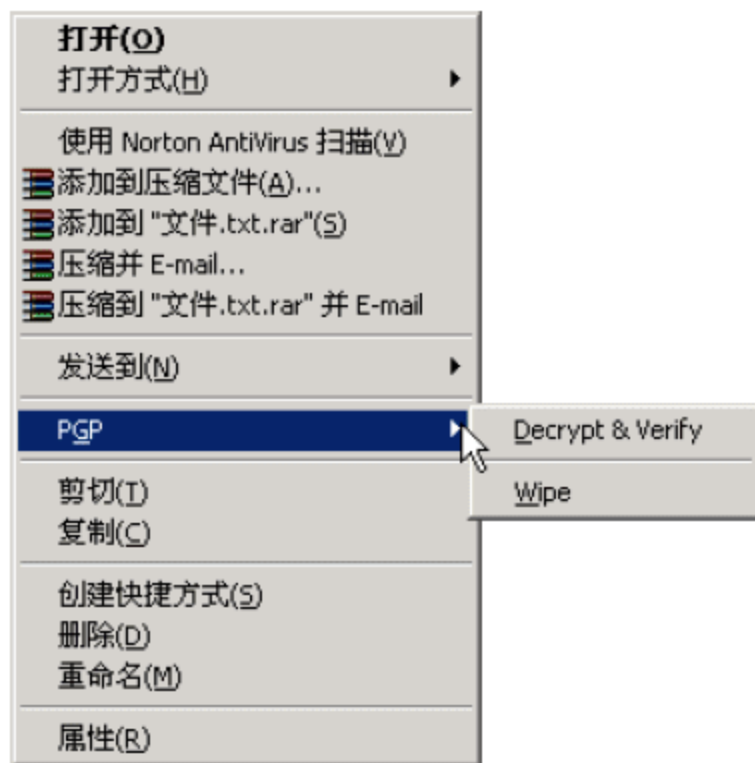 打开(O)
打开方式(H)
使用 Norton AntiVirus 扫描(V)
添加到压缩文件(A)...
添加到 "文件.txt.rar"(S)
压缩并 E-mail...
压缩到 "文件.txt.rar" 并 E-mail
发送到(N)
PGP
Decrypt & Verify
Wipe
剪切(T)
复制(C)
创建快捷方式(S)
删除(D)
重命名(M)
属性(R)